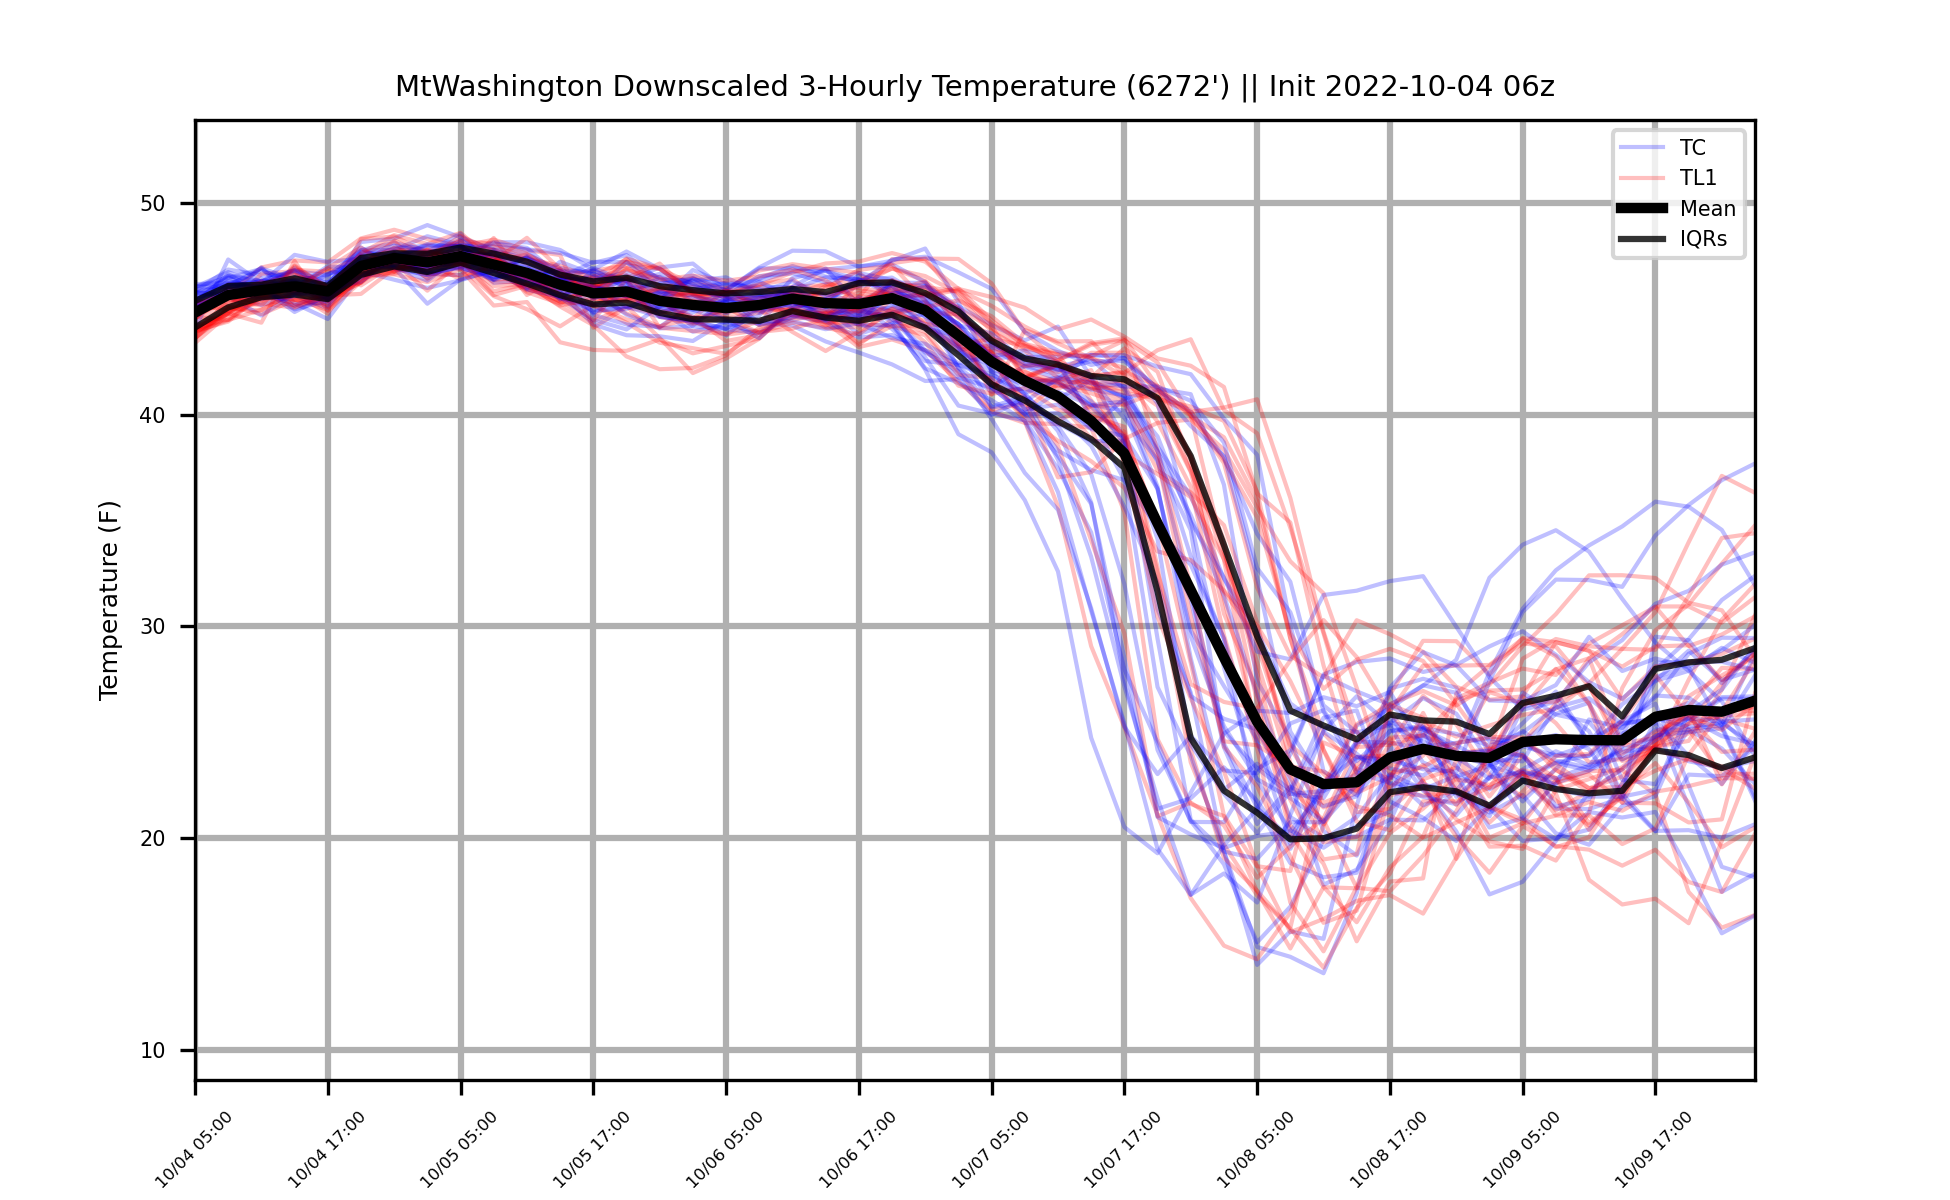 MtWashington Downscaled 3-Hourly Temperature (6272') || Init 2022-10-04 06z
TC
TL1
Mean
IQRs
Temperature (F)
50
40
30
20
10
10/04 05:00
10/04 17:00
10/05 05:00
10/05 17:00
10/06 05:00
10/06 17:00
10/07 05:00
10/07 17:00
10/08 05:00
10/08 17:00
10/09 05:00
10/09 17:00